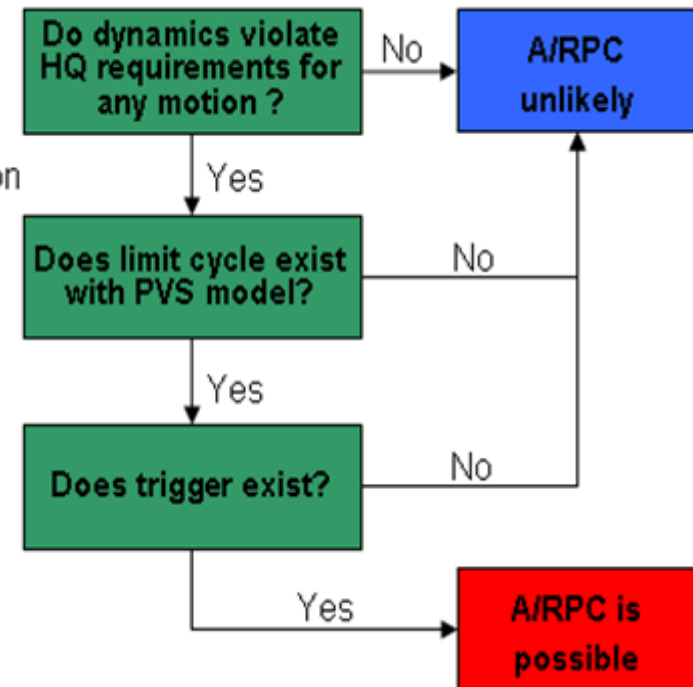 Do dynamics violate
HQ requirements for
any motion ?
No
A/RPC
unlikely
Yes
Does limit cycle exist
with PVS model?
No
Yes
Does trigger exist?
No
Yes
A/RPC is
possible